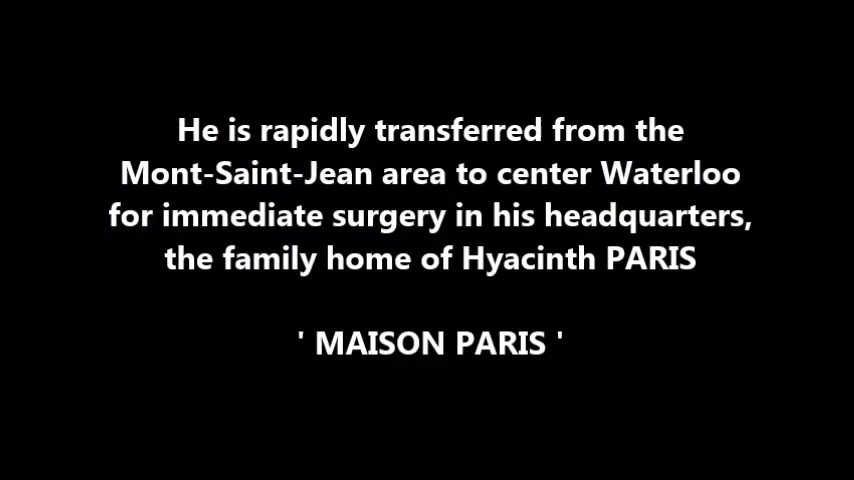 He is rapidly transferred from the
Mont-Saint-Jean area to center Waterloo
for immediate surgery in his headquarters,
the family home of Hyacinth PARIS
' MAISON PARIS '